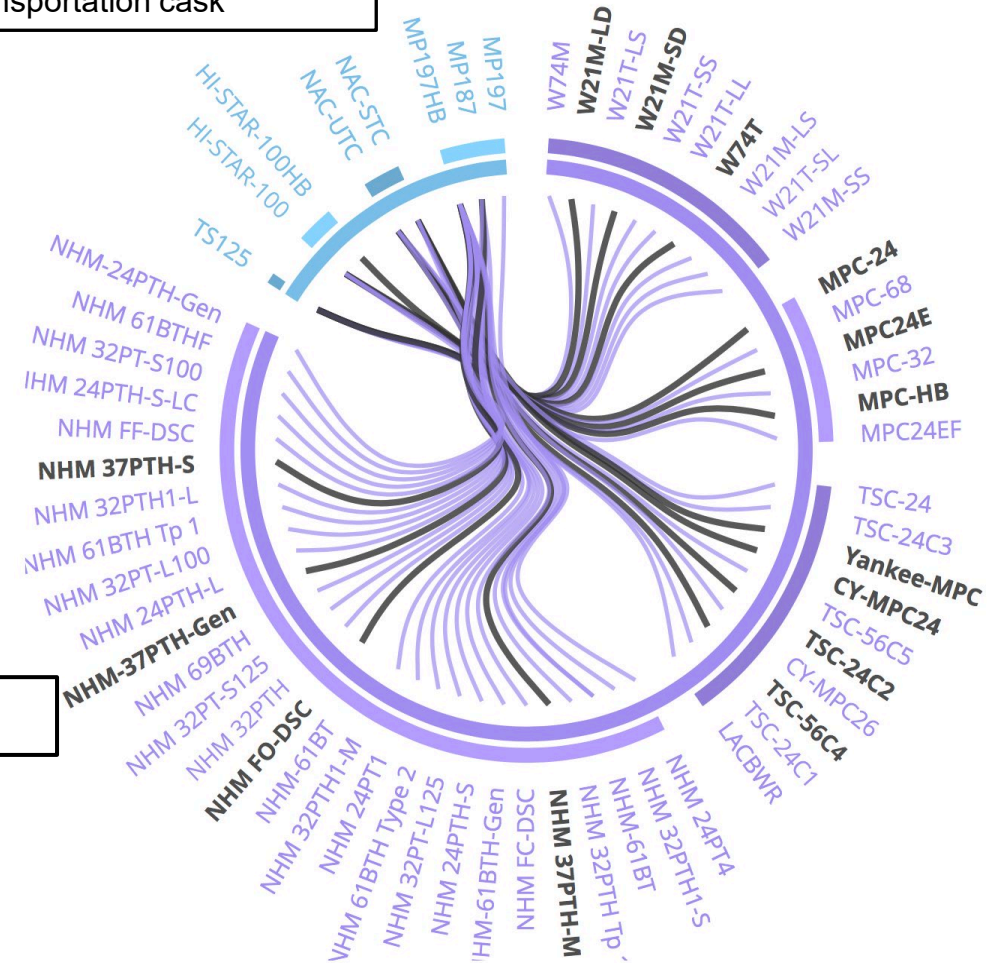 nsportation cask
MP197HB
MP187
MP197
NAC-STC
NAC-UTC
HI-STAR-100HB
HI-STAR-100
TS125
W74M
W21M-LD
W21T-LS
W21M-SD
W21T-SS
W21T-LL
W74T
W21M-LS
W21T-SL
W21M-SS
MPC-24
MPC-68
MPC24E
MPC-32
MPC-HB
MPC24EF
TSC-24
TSC-24C3
Yankee-MPC
CY-MPC24
TSC-56C5
TSC-24C2
CY-MPC26
TSC-56C4
TSC-24C1
LACBWR
NHM 24PT4
NHM 32PTH1-S
NHM-61BT
NHM 32PTH Tp
NHM 37PTH-M
NHM FC-DSC
HM-61BTH-Gen
NHM 24PTH-S
NHM 32PT-L125
NHM 61BTH Type 2
NHM 24PT1
NHM 32PTH1-M
NHM-61BT
NHM FO-DSC
NHM 32PTH
NHM 32PT-S125
NHM 69BTH
NHM-37PTH-Gen
NHM 24PTH-L
NHM 32PT-L100
NHM 61BTH Tp 1
NHM 32PTH1-L
NHM 37PTH-S
NHM FF-DSC
IHM 24PTH-S-LC
NHM 32PT-S100
NHM 61BTHF
NHM-24PTH-Gen